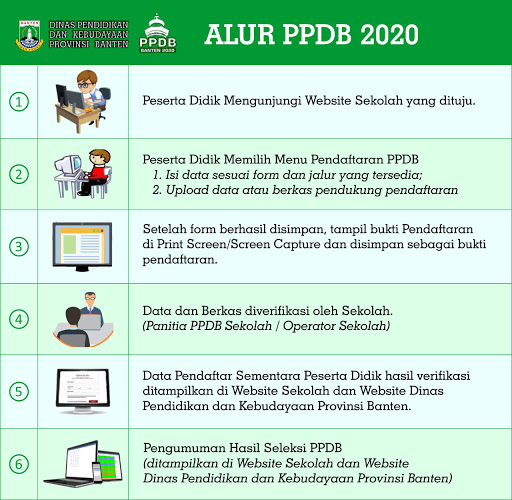 DINAS PENDIDIKAN
DAN KEBUDAYAAN
PROVINSI BANTEN
PPDB
BANTEN 2020
ALUR PPDB 2020
1
Peserta Didik Mengunjungi Website Sekolah yang dituju.
2
Peserta Didik Memilih Menu Pendaftaran PPDB
1. Isi data sesuai form dan jalur yang tersedia;
2. Upload data atau berkas pendukung pendaftaran
3
Setelah form berhasil disimpan, tampil bukti Pendaftaran
di Print Screen/Screen Capture dan disimpan sebagai bukti
pendaftaran.
4
Data dan Berkas diverifikasi oleh Sekolah.
(Panitia PPDB Sekolah / Operator Sekolah)
5
Data Pendaftar Sementara Peserta Didik hasil verifikasi
ditampilkan di Website Sekolah dan Website Dinas
Pendidikan dan Kebudayaan Provinsi Banten.
6
Pengumuman Hasil Seleksi PPDB
(ditampilkan di Website Sekolah dan Website
Dinas Pendidikan dan Kebudayaan Provinsi Banten)